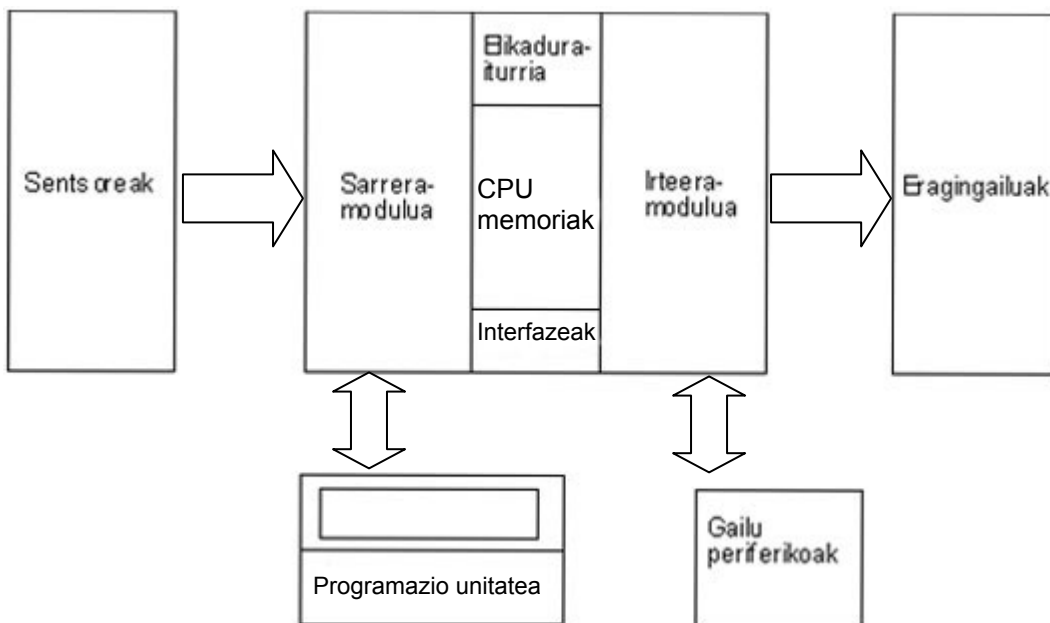 Sentsoreak
Sarrera-
modulua
Elikadura-
iturria
CPU
memoriak
Interfazeak
Irteera-
modulua
Eragingailuak
Programazio unitatea
Gailu
periferikoak